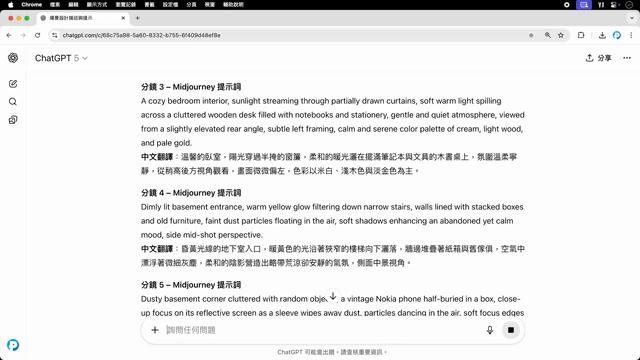 Chrome 檔案 編輯 顯示方式 瀏覽記錄 書籤 設定檔 分頁 視窗 輔助說明
場景設計描述與提示
chatgpt.com/c/68c75a98-5a60-8332-b755-6f409d48ef8e
ChatGPT 5
分享
分鏡 3 – Midjourney 提示詞
A cozy bedroom interior, sunlight streaming through partially drawn curtains, soft warm light spilling
across a cluttered wooden desk filled with notebooks and stationery, gentle and quiet atmosphere, viewed
from a slightly elevated rear angle, subtle left framing, calm and serene color palette of cream, light wood,
and pale gold.
中文翻譯：溫馨的臥室，陽光穿過半掩的窗簾，柔和的暖光灑在擺滿筆記本與文具的木書桌上，氛圍溫柔寧
靜，從稍高後方視角觀看，畫面微微偏左，色彩以米白、淺木色與淡金色為主。
分鏡 4 – Midjourney 提示詞
Dimly lit basement entrance, warm yellow glow filtering down narrow stairs, walls lined with stacked boxes
and old furniture, faint dust particles floating in the air, soft shadows enhancing an abandoned yet calm
mood, side mid-shot perspective.
中文翻譯：昏黃光線的地下室入口，暖黃色的光沿著狹窄的樓梯向下灑落，牆邊堆疊著紙箱與舊傢俱，空氣中
漂浮著微細灰塵，柔和的陰影營造出略帶荒涼卻安靜的氣氛，側面中景視角。
分鏡 5 – Midjourney 提示詞
Dusty basement corner cluttered with random obje a vintage Nokia phone half-buried in a box, close-
up focus on its reflective screen as a sleeve wipes away dust, particles dancing in the air, soft focus edges
詢問任何問題
ChatGPT 可能會出錯。請查核重要資訊。